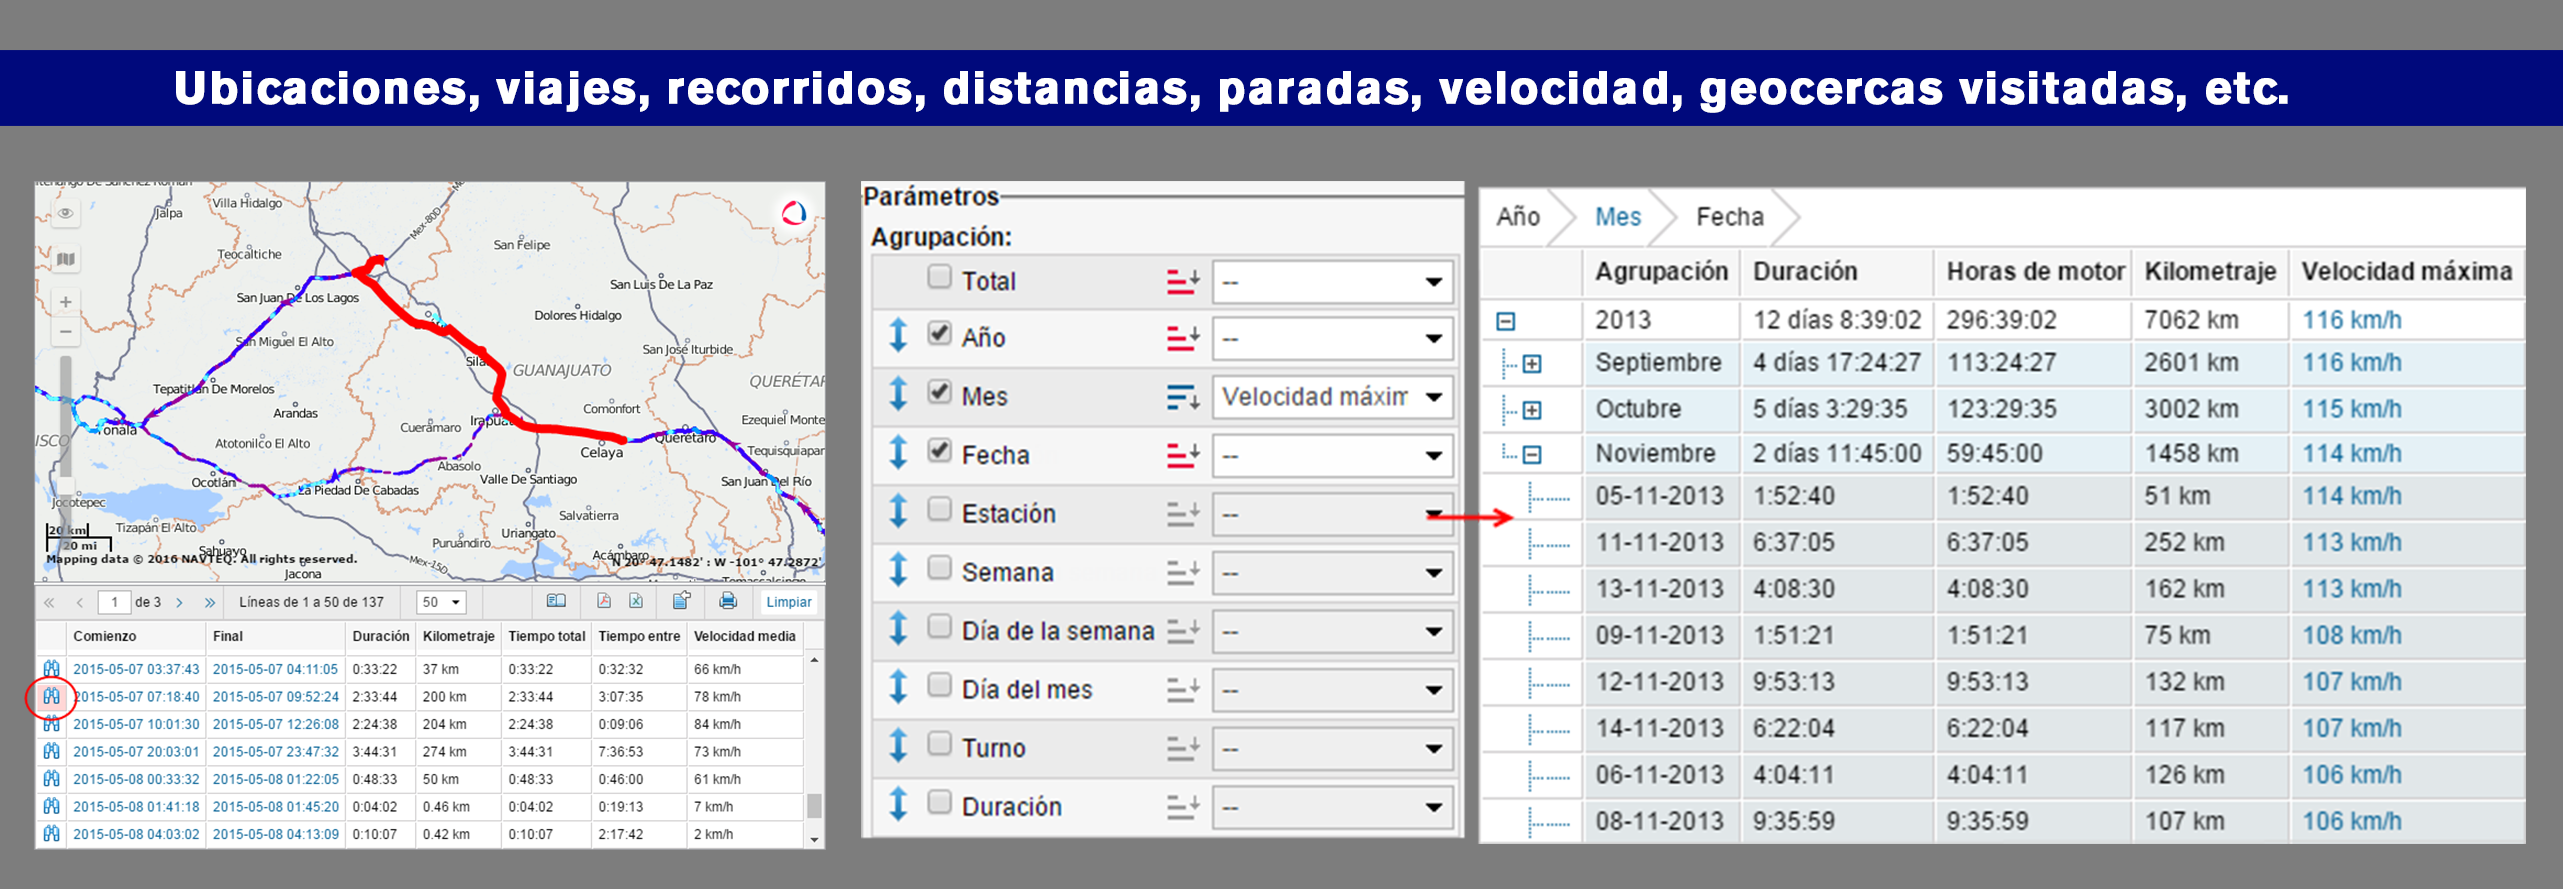 Ubicaciones, viajes, recorridos, distancias, paradas, velocidad, geocercas visitadas, etc.
Villa Hidalgo
Jalpa
Mex-80D
Teocaltiche
San Felipe
San Juan De Los Lagos
San Luis De La Paz
Dolores Hidalgo
San Miguel El Alto
San José Iturbide
GUANAJUATO
Tepatitlan De Morelos
Arandas
Comonfort
Ezequiel Monte
Cuerámaro
Atotonilco El Alto
Querétaro
Celaya
Tequisquiapan
Abasolo
Ocotlán
La Piedad De Cabadas
Valle De Santiago
San Juan Del Río
Jocotepec
Salvatierra
Tizapán El Alto
20 km
20 mi
Uriangato
Puruándiro
Sahuayo
Acámbaro
Mapping data © 2016 NAVTEQ. All rights reserved.
N 20° 47.1482' : W -101° 47.2872'
Mex-15D
Jacona
1 de 3
Líneas de 1 a 50 de 137
50
Limpiar
Comienzo Final Duración Kilometraje Tiempo total Tiempo entre Velocidad media
2015-05-07 03:37:43 2015-05-07 04:11:05 0:33:22 37 km 0:33:22 0:32:32 66 km/h
2015-05-07 07:18:40 2015-05-07 09:52:24 2:33:44 200 km 2:33:44 3:07:35 78 km/h
2015-05-07 10:01:30 2015-05-07 12:26:08 2:24:38 204 km 2:24:38 0:09:06 84 km/h
2015-05-07 20:03:01 2015-05-07 23:47:32 3:44:31 274 km 3:44:31 7:36:53 73 km/h
2015-05-08 00:33:32 2015-05-08 01:22:05 0:48:33 50 km 0:48:33 0:46:00 61 km/h
2015-05-08 01:41:18 2015-05-08 01:45:20 0:04:02 0.46 km 0:04:02 0:19:13 7 km/h
2015-05-08 04:03:02 2015-05-08 04:13:09 0:10:07 0.42 km 0:10:07 2:17:42 2 km/h
Parámetros
Agrupación:
Total --
Año --
Mes Velocidad máxim
Fecha --
Estación --
Semana --
Día de la semana --
Día del mes --
Turno --
Duración --
Año Mes Fecha
Agrupación Duración Horas de motor Kilometraje Velocidad máxima
2013 12 días 8:39:02 296:39:02 7062 km 116 km/h
Septiembre 4 días 17:24:27 113:24:27 2601 km 116 km/h
Octubre 5 días 3:29:35 123:29:35 3002 km 115 km/h
Noviembre 2 días 11:45:00 59:45:00 1458 km 114 km/h
05-11-2013 1:52:40 1:52:40 51 km 114 km/h
11-11-2013 6:37:05 6:37:05 252 km 113 km/h
13-11-2013 4:08:30 4:08:30 162 km 113 km/h
09-11-2013 1:51:21 1:51:21 75 km 108 km/h
12-11-2013 9:53:13 9:53:13 132 km 107 km/h
14-11-2013 6:22:04 6:22:04 117 km 107 km/h
06-11-2013 4:04:11 4:04:11 126 km 106 km/h
08-11-2013 9:35:59 9:35:59 107 km 106 km/h